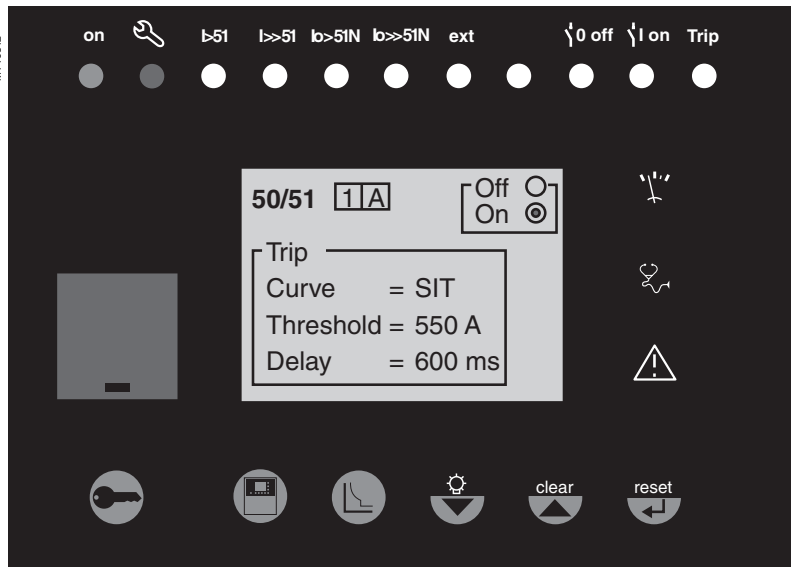 on I>51 I>>51 Io>51N Io>>51N ext 0 off I on Trip
50/51 1 A
Off
On
Trip
Curve = SIT
Threshold = 550 A
Delay = 600 ms
clear reset